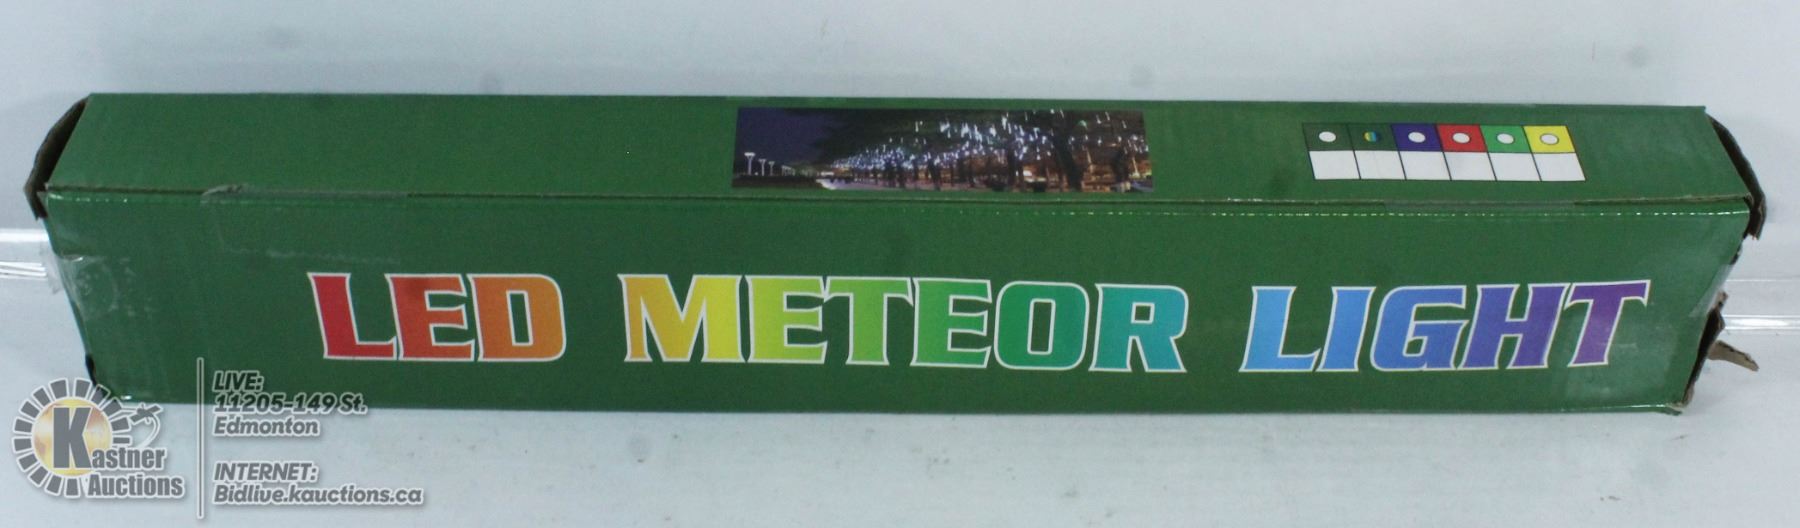 LED METEOR LIGHT
Kastner
Auctions
LIVE:
11205-149 St.
Edmonton
INTERNET:
Bidlive.kauctions.ca